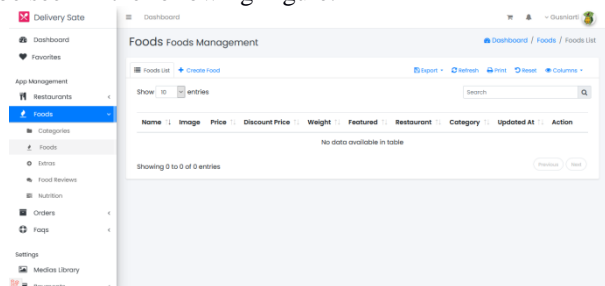 Delivery Sate
Dashboard
Gusniarti
Dashboard
Favorites
App Management
Restaurants
Foods
Categories
Foods
Extras
Food Reviews
Nutrition
Orders
Faqs
Settings
Medias Library
Foods Foods Management
Dashboard / Foods / Foods List
Foods List + Create Food
Export Refresh Print Reset Columns
Show 10 entries
Search
Name Image Price Discount Price Weight Featured Restaurant Category Updated At Action
No data available in table
Showing 0 to 0 of 0 entries
Previous Next